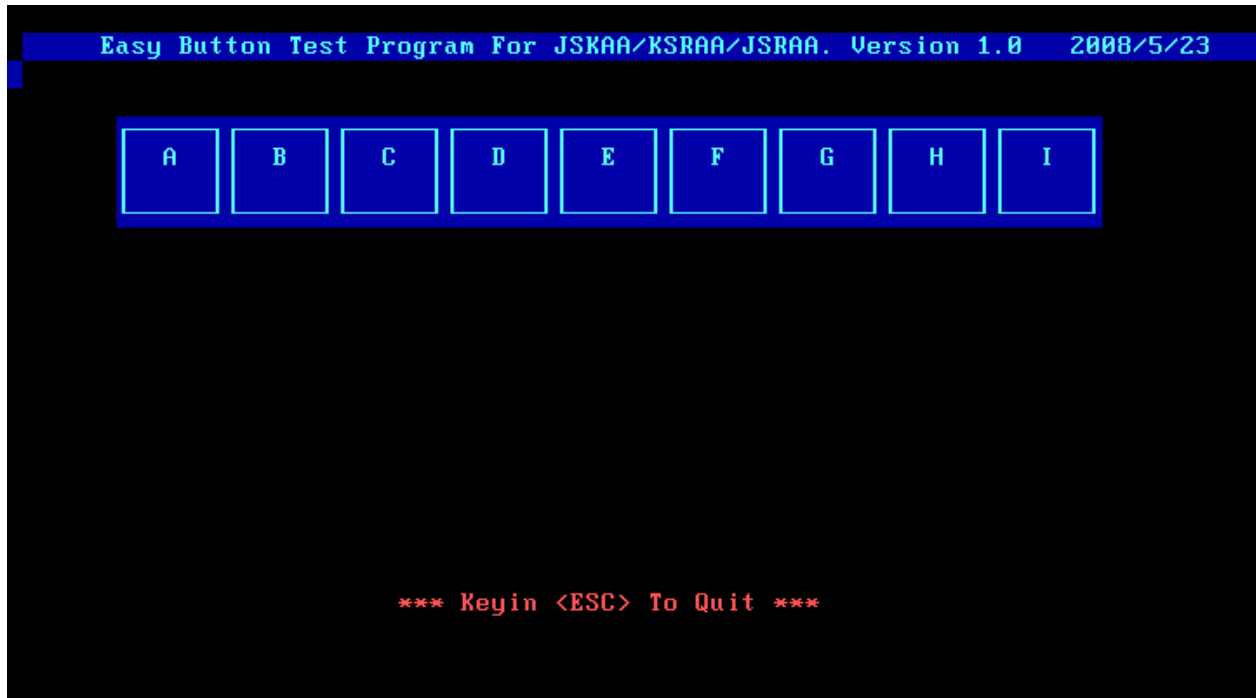 Easy Button Test Program For JSKAA/KSRAA/JSRAA. Version 1.0 2008/5/23
A B C D E F G H I
*** Keyin <ESC> To Quit ***